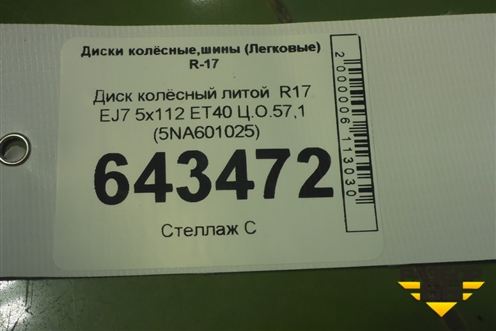 Диски колёсные,шины (Легковые)
R-17
Диск колёсный литой R17
EJ7 5x112 ET40 Ц.О.57,1
(5NA601025)
643472
Стеллаж С
2000006113030